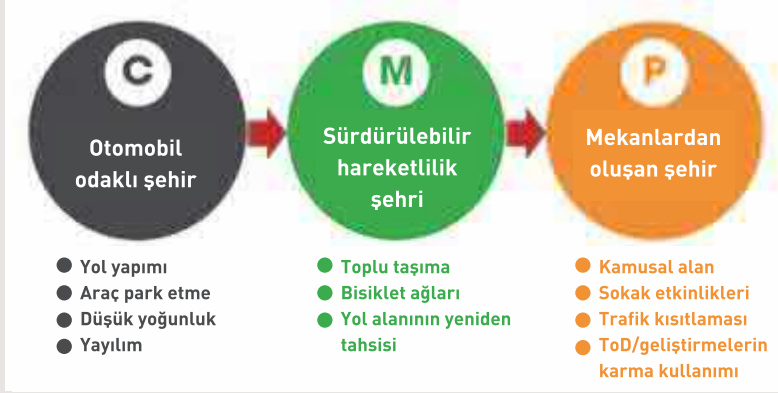 C
Otomobil
odaklı şehir
Yol yapımı
Araç park etme
Düşük yoğunluk
Yayılım
M
Sürdürülebilir
hareketlilik
şehri
Toplu taşıma
Bisiklet ağları
Yol alanının yeniden
tahsisi
P
Mekanlardan
oluşan şehir
Kamusal alan
Sokak etkinlikleri
Trafik kısıtlaması
ToD/geliştirmelerin
karma kullanımı